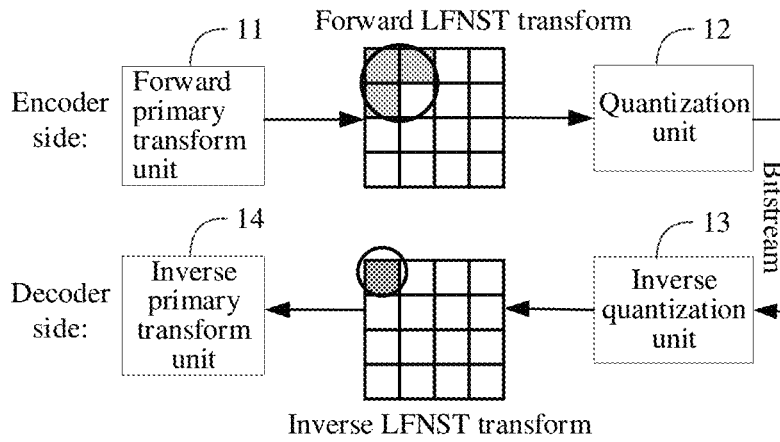 Forward LFNST transform
11
12
Encoder
side:
Forward
primary
transform
unit
Quantization
unit
Bitstream
14
13
Decoder
side:
Inverse
primary
transform
unit
Inverse
quantization
unit
Inverse LFNST transform